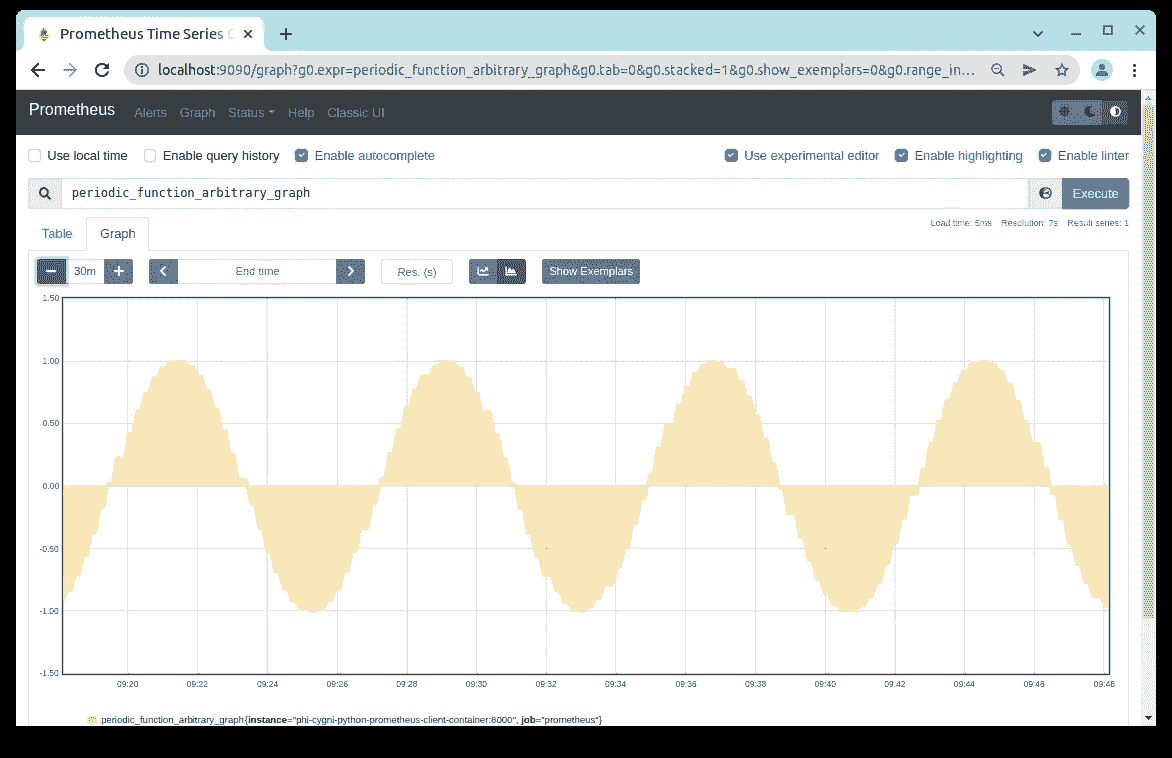 Prometheus Time Series C
localhost:9090/graph?g0.expr=periodic_function_arbitrary_graph&g0.tab=0&g0.stacked=1&g0.show_exemplars=0&g0.range_in...
Prometheus Alerts Graph Status Help Classic UI
Use local time Enable query history Enable autocomplete Use experimental editor Enable highlighting Enable linter
periodic_function_arbitrary_graph Execute
Load time: 5ms Resolution: 7s Result series: 1
Table Graph
30m End time Res. (s) Show Exemplars
1.50
1.00
0.50
0.00
-0.50
-1.00
-1.50
09:20 09:22 09:24 09:26 09:28 09:30 09:32 09:34 09:36 09:38 09:40 09:42 09:44 09:46 09:48
periodic_function_arbitrary_graph{instance="phi-cygni-python-prometheus-client-container:8000", job="prometheus"}